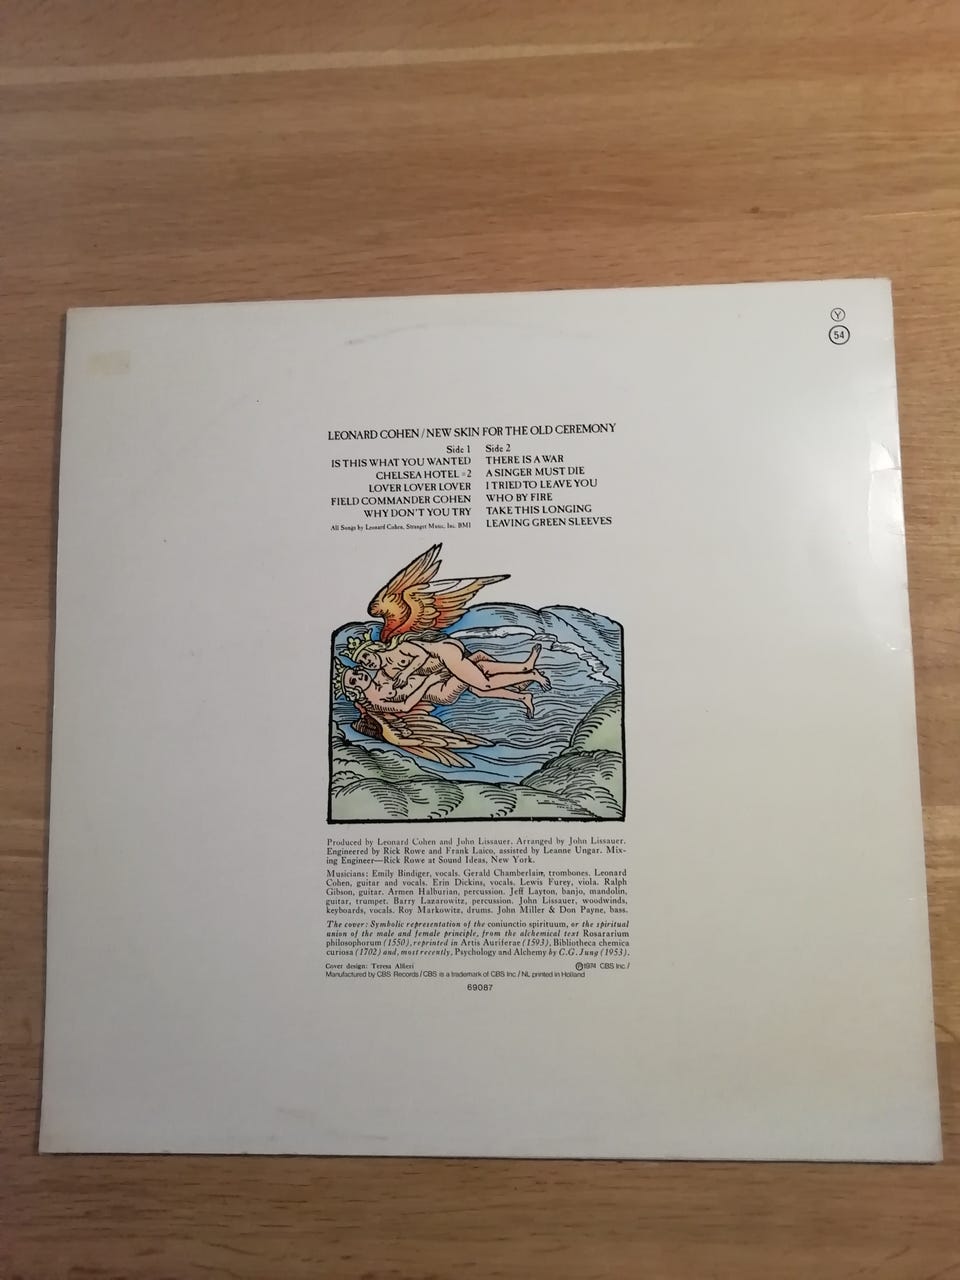 Y
54
LEONARD COHEN/NEW SKIN FOR THE OLD CEREMONY
Side 1
IS THIS WHAT YOU WANTED
CHELSEA HOTEL #2
LOVER LOVER LOVER
FIELD COMMANDER COHEN
WHY DON'T YOU TRY
All Songs by Leonard Cohen, Stranger Music, Inc. BMI
Side 2
THERE IS A WAR
A SINGER MUST DIE
I TRIED TO LEAVE YOU
WHO BY FIRE
TAKE THIS LONGING
LEAVING GREEN SLEEVES
Produced by Leonard Cohen and John Lissauer. Arranged by John Lissauer.
Engineered by Rick Rowe and Frank Laico, assisted by Leanne Ungar. Mix-
ing Engineer—Rick Rowe at Sound Ideas, New York.
Musicians: Emily Bindiger, vocals. Gerald Chamberlain, trombones. Leonard
Cohen, guitar and vocals. Erin Dickins, vocals. Lewis Furey, viola. Ralph
Gibson, guitar. Armen Halburian, percussion. Jeff Layton, banjo, mandolin,
guitar, trumpet. Barry Lazarowitz, percussion. John Lissauer, woodwinds,
keyboards, vocals. Roy Markowitz, drums. John Miller & Don Payne, bass.
The cover: Symbolic representation of the coniunctio spirituum, or the spiritual
union of the male and female principle, from the alchemical text Rosararium
philosophorum (1550), reprinted in Artis Auriferae (1593), Bibliotheca chemica
curiosa (1702) and, most recently, Psychology and Alchemy by C.G. Jung (1953).
Cover design: Teresa Alfieri
℗1974 CBS Inc./
Manufactured by CBS Records/CBS is a trademark of CBS Inc./NL printed in Holland
69087